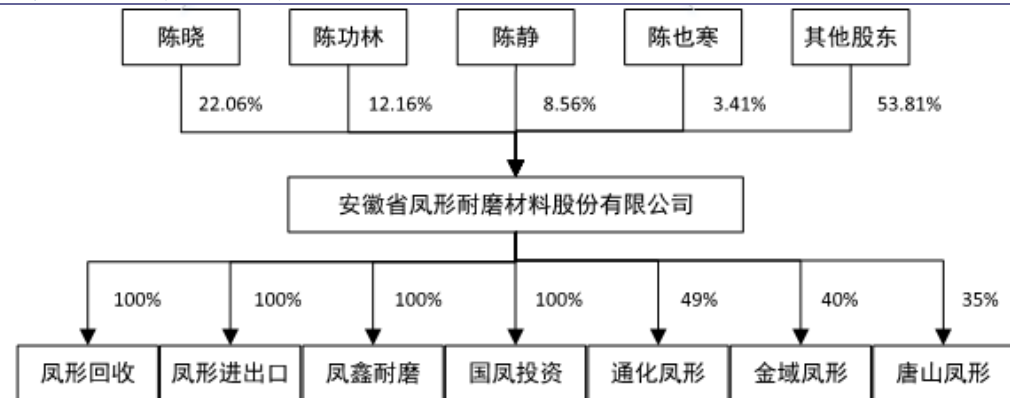 陈晓 陈功林 陈静 陈也寒 其他股东
22.06% 12.16% 8.56% 3.41% 53.81%
安徽省凤形耐磨材料股份有限公司
100% 100% 100% 100% 49% 40% 35%
凤形回收 凤形进出口 凤鑫耐磨 国凤投资 通化凤形 金域凤形 唐山凤形